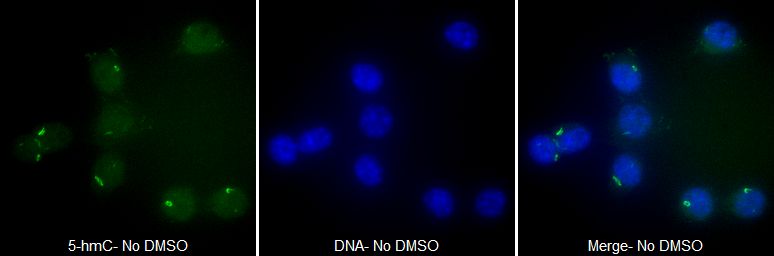 5-hmC- No DMSO
DNA- No DMSO
Merge- No DMSO